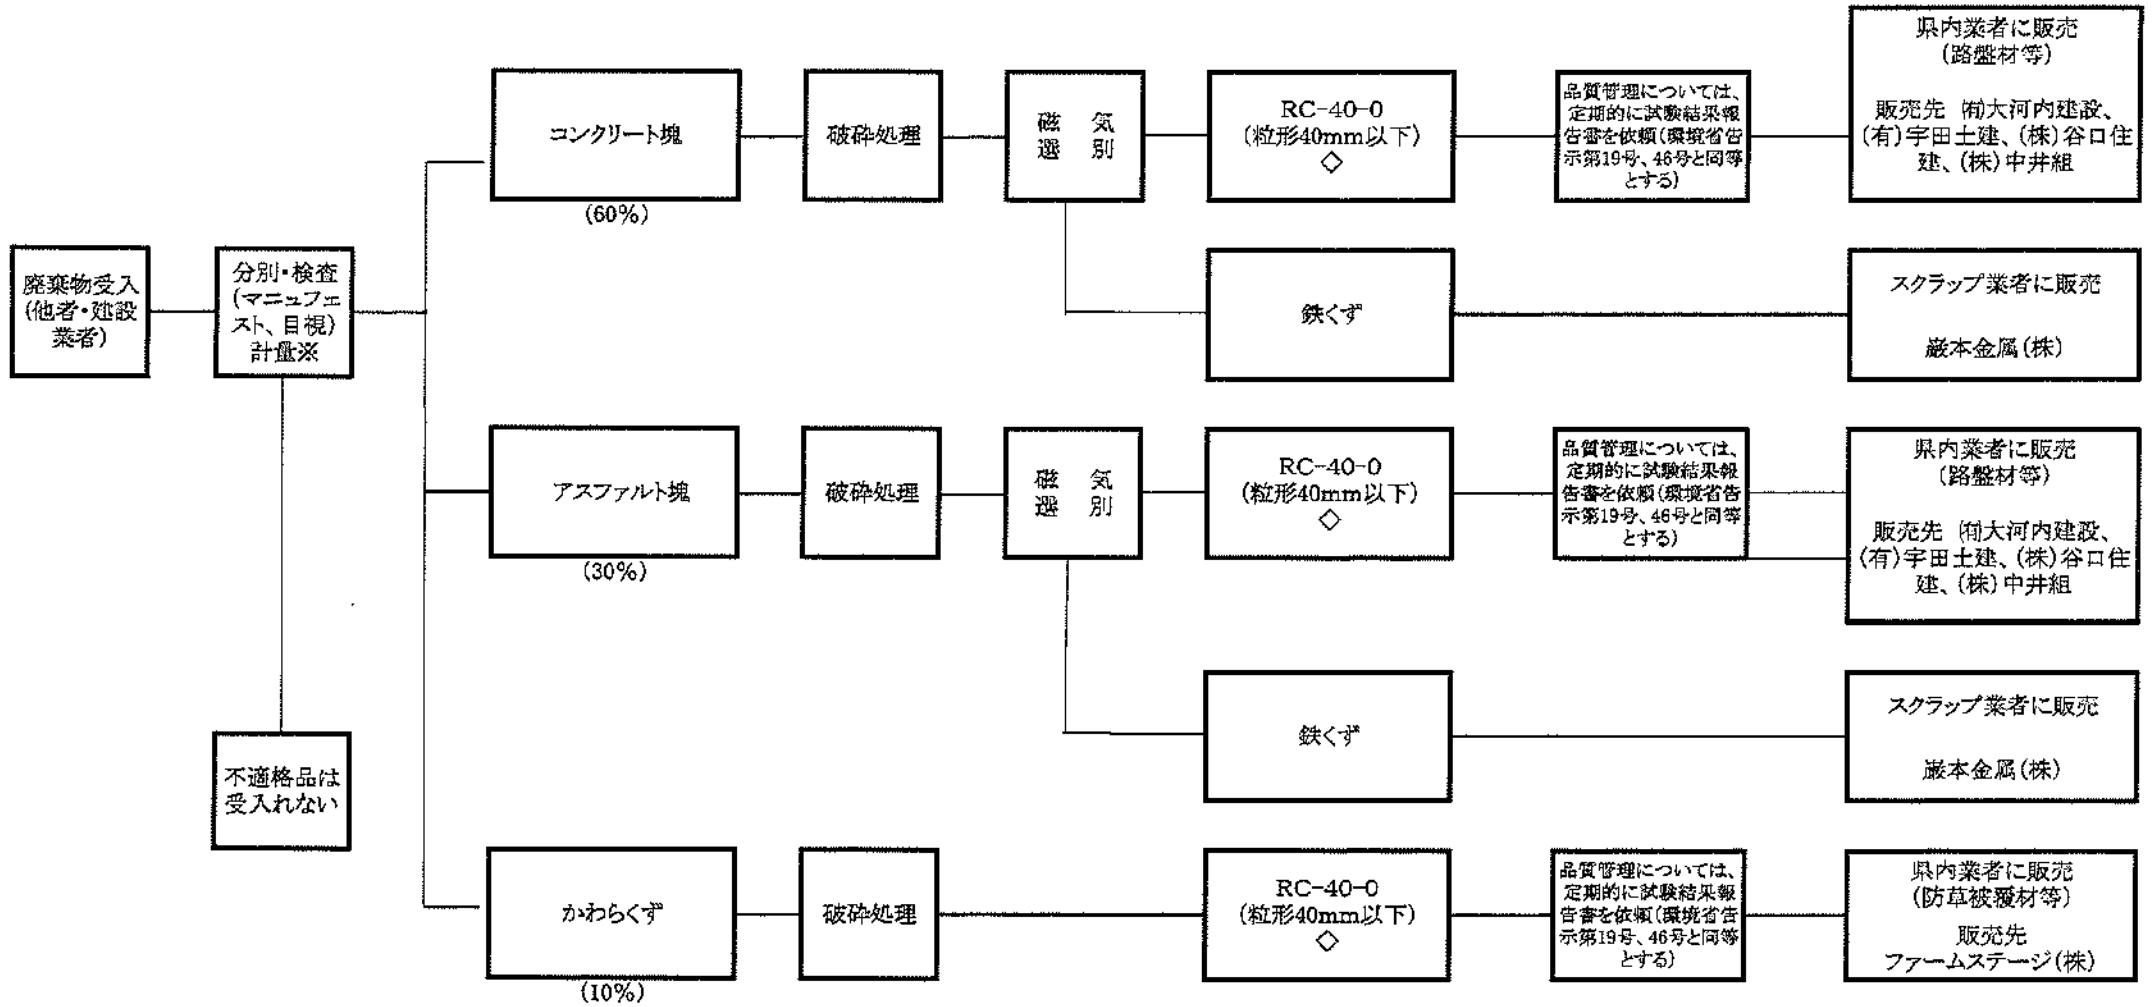 廃棄物受入
(他者・建設
業者)
分別・検査
(マニュフェ
スト、目視)
計量※
不適格品は
受入れない
コンクリート塊
(60%)
破砕処理
磁 気
選 別
RC-40-0
(粒形40mm以下)
◇
品質管理については、
定期的に試験結果報
告書を依頼(環境省告
示第19号、46号と同等
とする)
県内業者に販売
(路盤材等)
販売先 ㈲大河内建設、
(有)宇田土建、(株)谷口住
建、(株)中井組
鉄くず
スクラップ業者に販売
巌本金属(株)
アスファルト塊
(30%)
破砕処理
磁 気
選 別
RC-40-0
(粒形40mm以下)
◇
品質管理については、
定期的に試験結果報
告書を依頼(環境省告
示第19号、46号と同等
とする)
県内業者に販売
(路盤材等)
販売先 ㈲大河内建設、
(有)宇田土建、(株)谷口住
建、(株)中井組
鉄くず
スクラップ業者に販売
巌本金属(株)
かわらくず
(10%)
破砕処理
RC-40-0
(粒形40mm以下)
◇
品質管理については、
定期的に試験結果報
告書を依頼(環境省告
示第19号、46号と同等
とする)
県内業者に販売
(防草被覆材等)
販売先
ファームステージ(株)